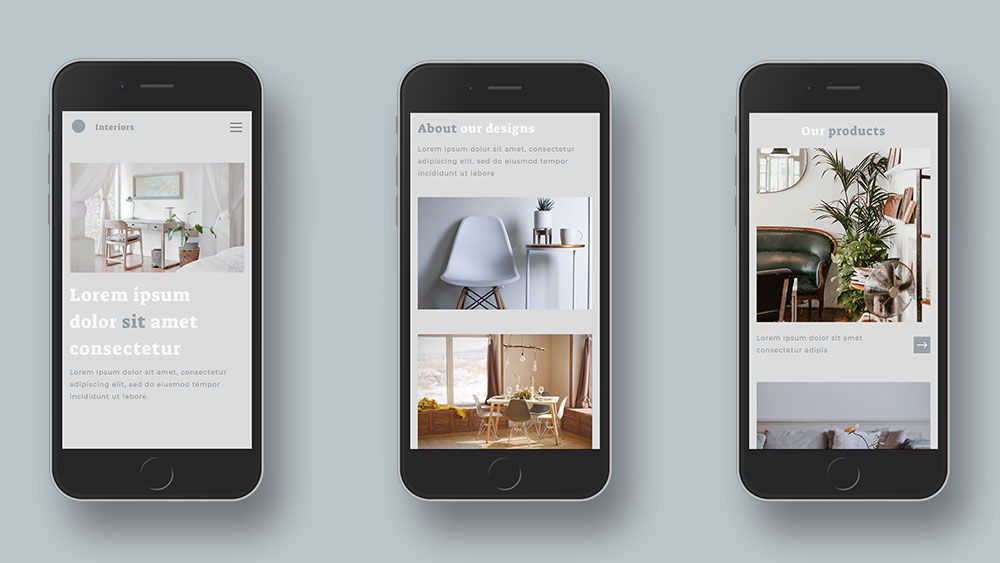 Interiors
Lorem ipsum
dolor sit amet
consectetur
Lorem ipsum dolor sit amet, consectetur
adipiscing elit, sed do eiusmod tempor
incididunt ut labore.
About our designs
Lorem ipsum dolor sit amet, consectetur
adipiscing elit, sed do eiusmod tempor
incididunt ut labore
Our products
Lorem ipsum dolor sit amet
consectetur adipis